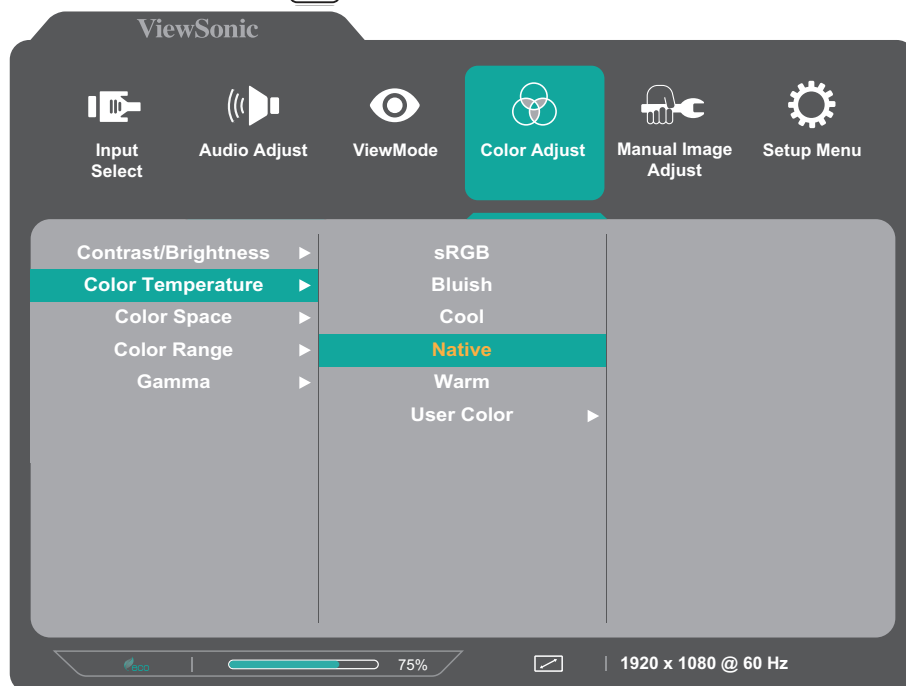 ViewSonic
Input Select
Audio Adjust
ViewMode
Color Adjust
Manual Image Adjust
Setup Menu
Contrast/Brightness
Color Temperature
Color Space
Color Range
Gamma
sRGB
Bluish
Cool
Native
Warm
User Color
eco
75%
1920 x 1080 @ 60 Hz